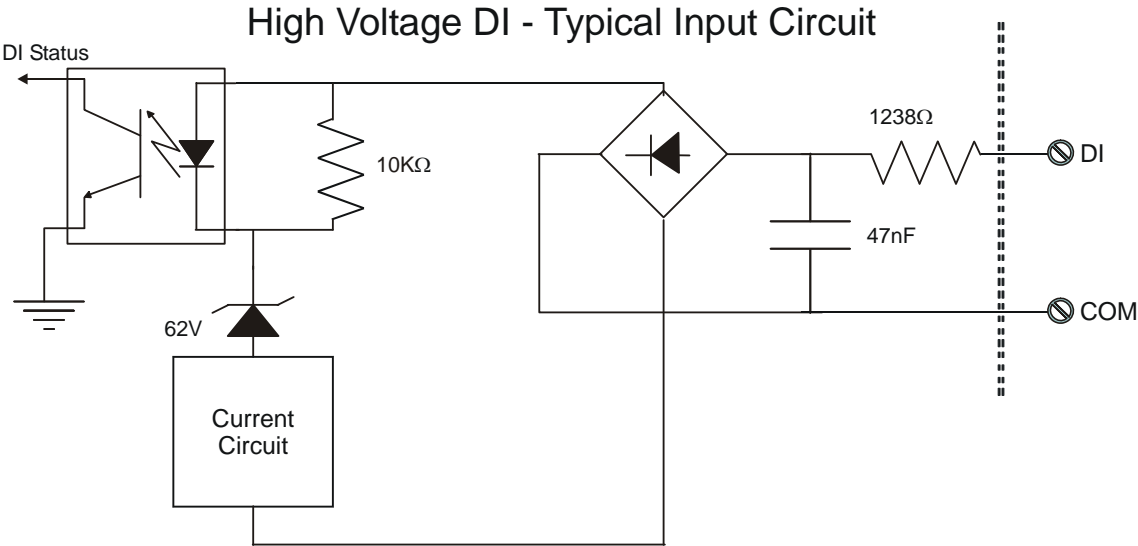 High Voltage DI - Typical Input Circuit
DI Status
1238Ω
DI
10KΩ
47nF
COM
62V
Current
Circuit